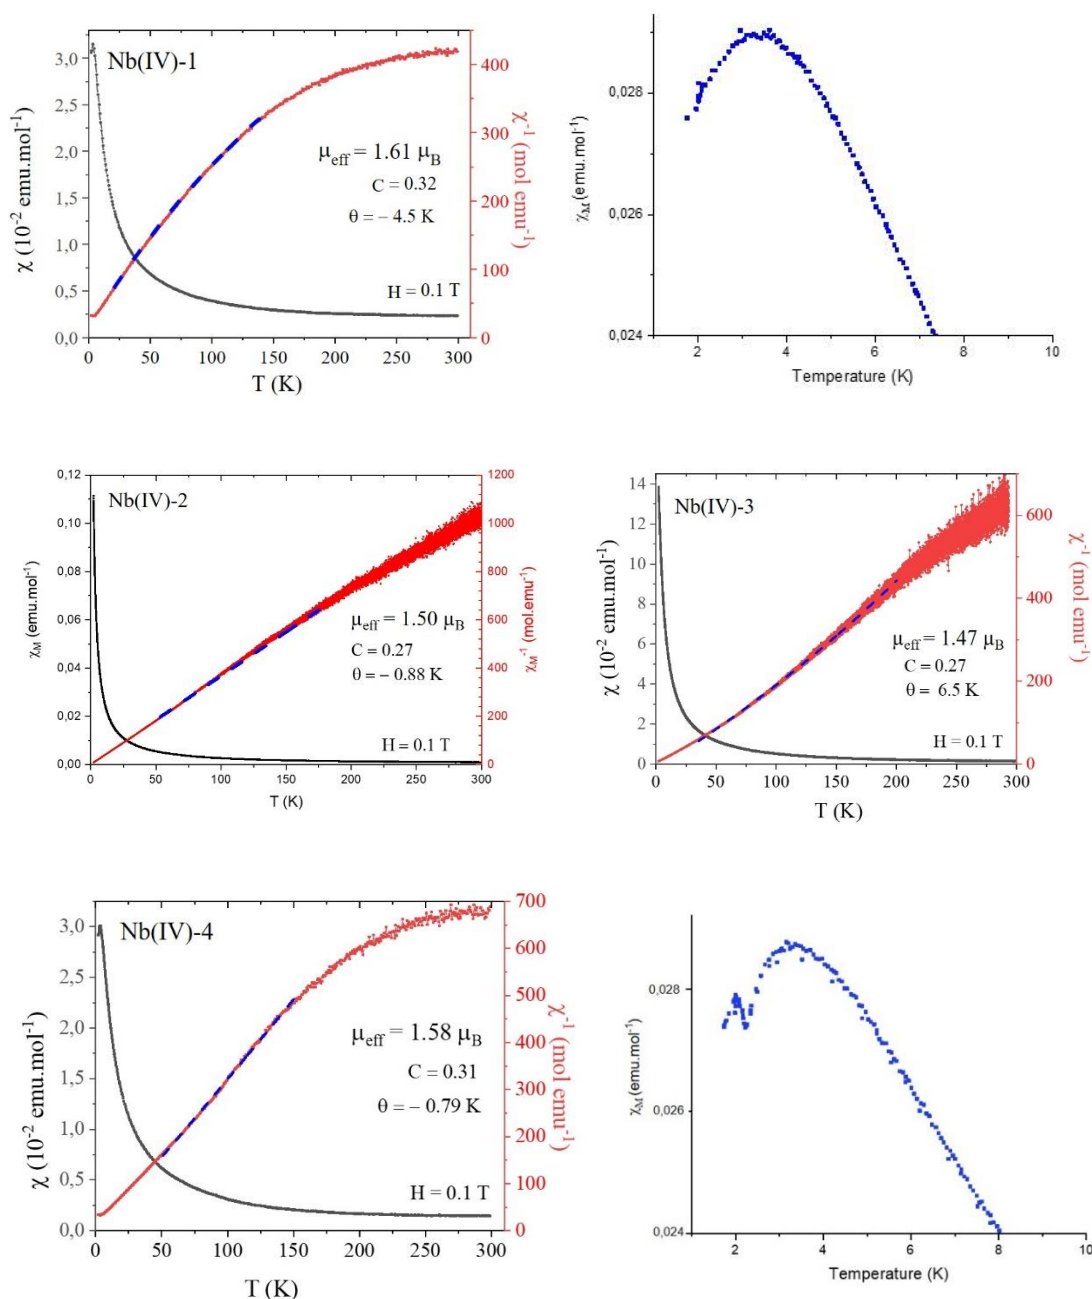 Nb(IV)-1
χ (10⁻² emu.mol⁻¹)
3,0
2,5
2,0
1,5
1,0
0,5
0,0
μeff = 1.61 μB
C = 0.32
θ = – 4.5 K
H = 0.1 T
400
300
200
100
0
χ⁻¹ (mol emu⁻¹)
0 50 100 150 200 250 300
T (K)
χM (emu.mol⁻¹)
0,028
0,026
0,024
2 4 6 8 10
Temperature (K)
Nb(IV)-2
χM (emu.mol⁻¹)
0,12
0,10
0,08
0,06
0,04
0,02
0,00
μeff = 1.50 μB
C = 0.27
θ = – 0.88 K
H = 0.1 T
1200
1000
800
600
400
200
0
χM⁻¹ (mol.emu⁻¹)
0 50 100 150 200 250 300
T (K)
Nb(IV)-3
χ (10⁻² emu.mol⁻¹)
14
12
10
8
6
4
2
0
μeff = 1.47 μB
C = 0.27
θ = 6.5 K
H = 0.1 T
600
400
200
0
χ⁻¹ (mol emu⁻¹)
0 50 100 150 200 250 300
T (K)
Nb(IV)-4
χ (10⁻² emu.mol⁻¹)
3,0
2,5
2,0
1,5
1,0
0,5
0,0
μeff = 1.58 μB
C = 0.31
θ = – 0.79 K
H = 0.1 T
700
600
500
400
300
200
100
0
χ⁻¹ (mol emu⁻¹)
0 50 100 150 200 250 300
T (K)
χM (emu.mol⁻¹)
0,028
0,026
0,024
2 4 6 8 10
Temperature (K)